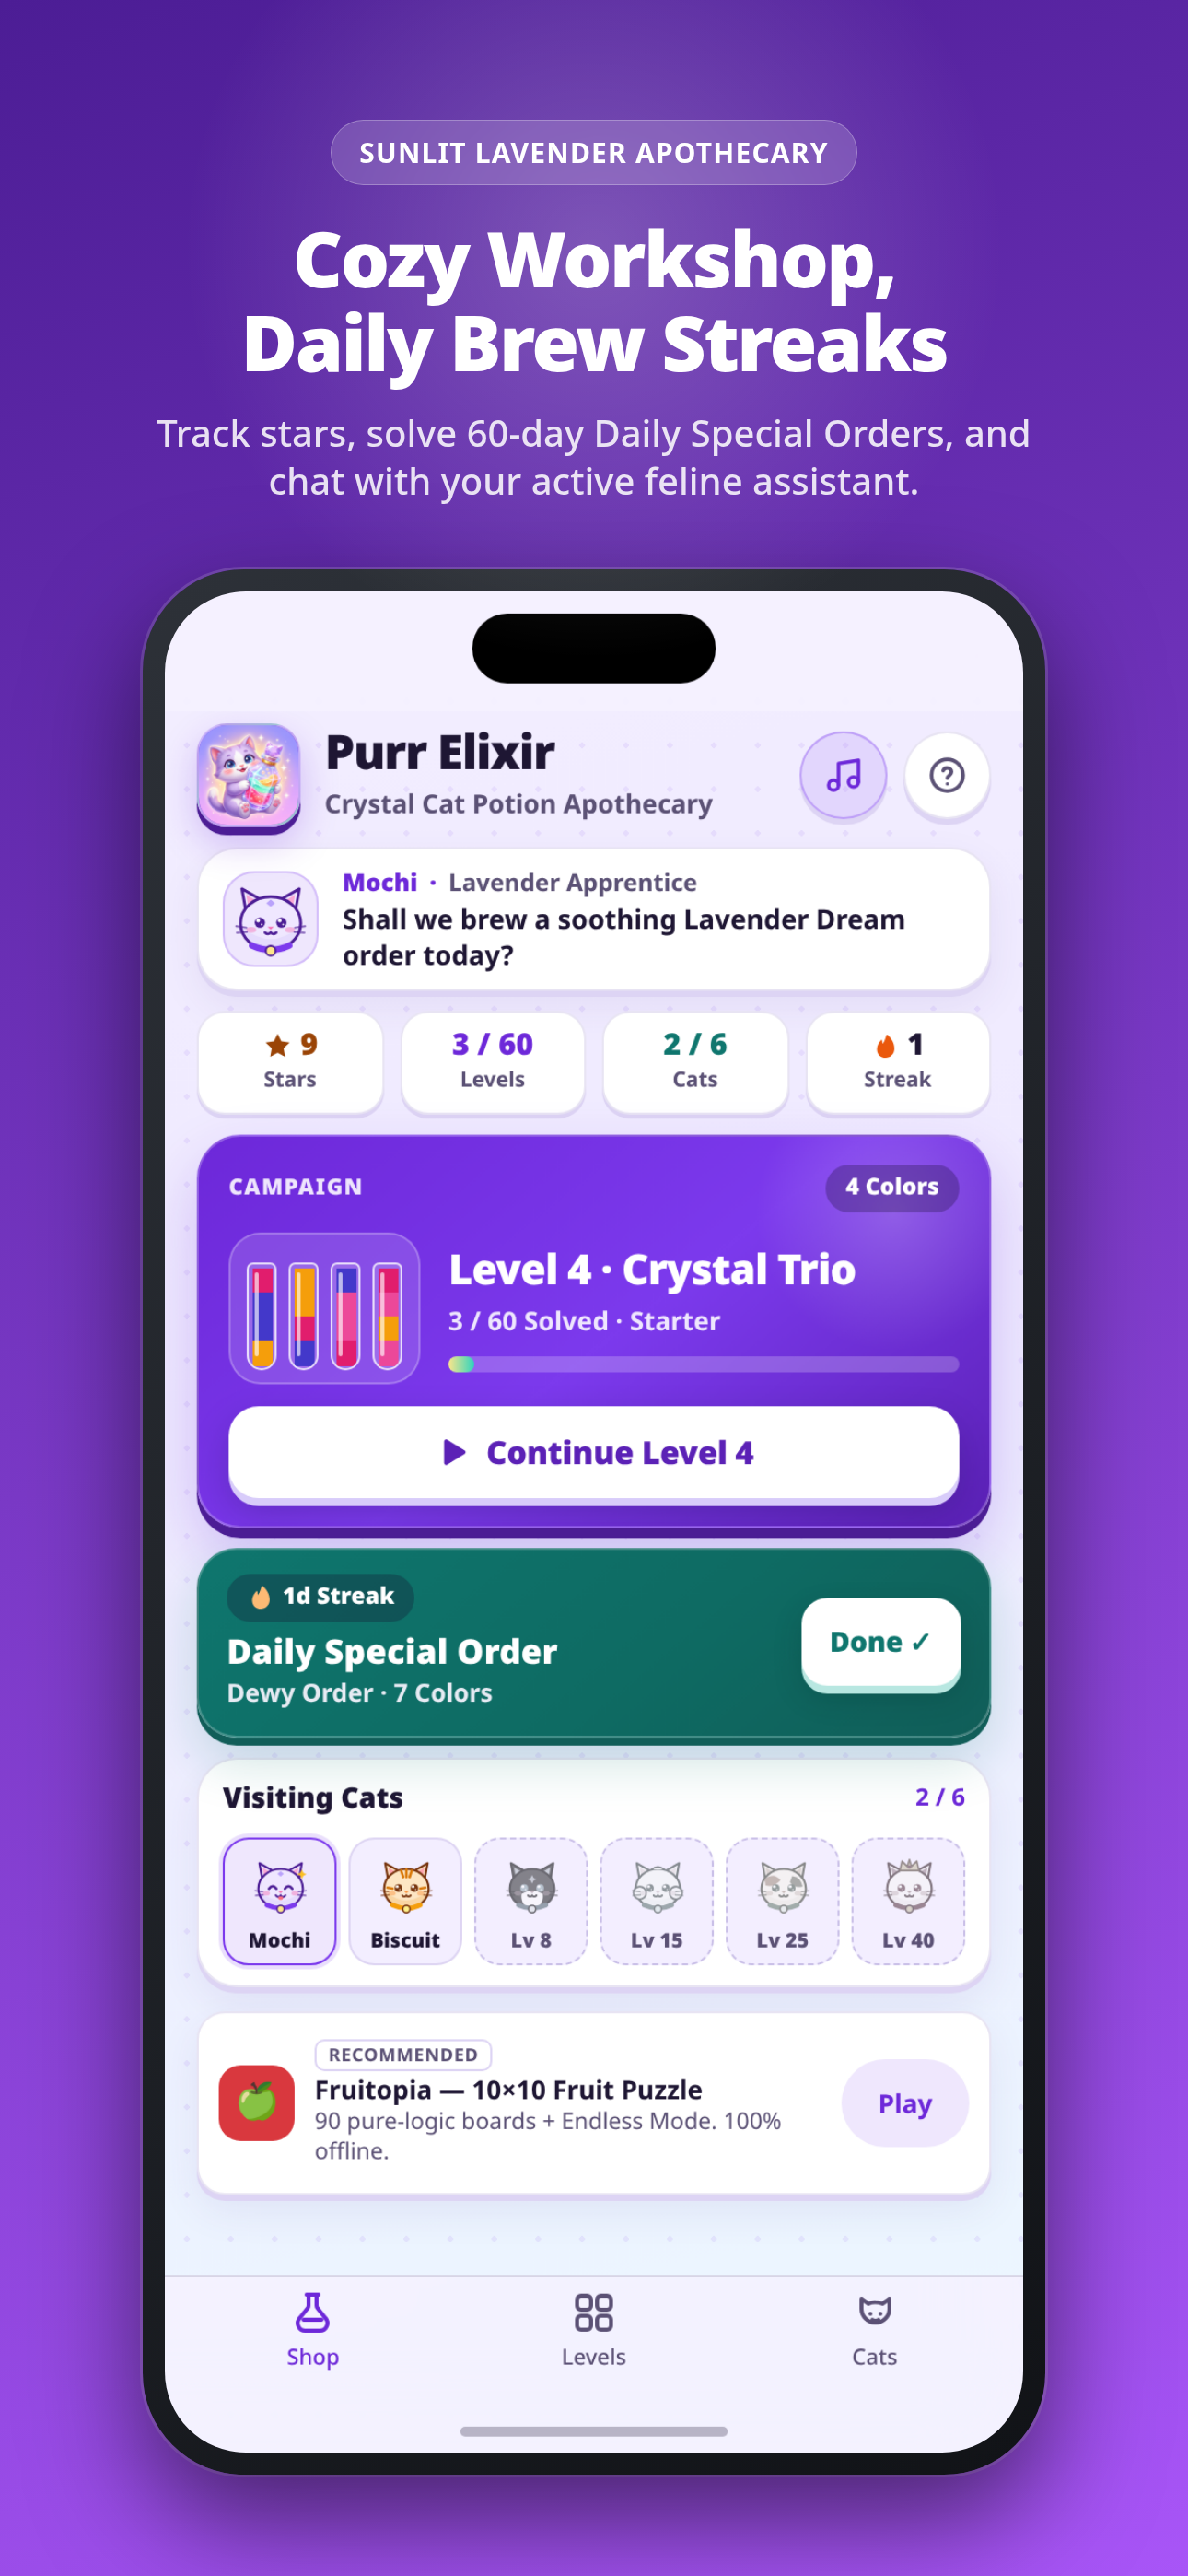 SUNLIT LAVENDER APOTHECARY
Cozy Workshop,
Daily Brew Streaks
Track stars, solve 60-day Daily Special Orders, and
chat with your active feline assistant.
Purr Elixir
Crystal Cat Potion Apothecary
Mochi · Lavender Apprentice
Shall we brew a soothing Lavender Dream
order today?
9
Stars
3 / 60
Levels
2 / 6
Cats
1
Streak
CAMPAIGN
4 Colors
Level 4 · Crystal Trio
3 / 60 Solved · Starter
Continue Level 4
1d Streak
Daily Special Order
Dewy Order · 7 Colors
Done ✓
Visiting Cats
2 / 6
Mochi
Biscuit
Lv 8
Lv 15
Lv 25
Lv 40
RECOMMENDED
Fruitopia — 10×10 Fruit Puzzle
90 pure-logic boards + Endless Mode. 100%
offline.
Play
Shop
Levels
Cats